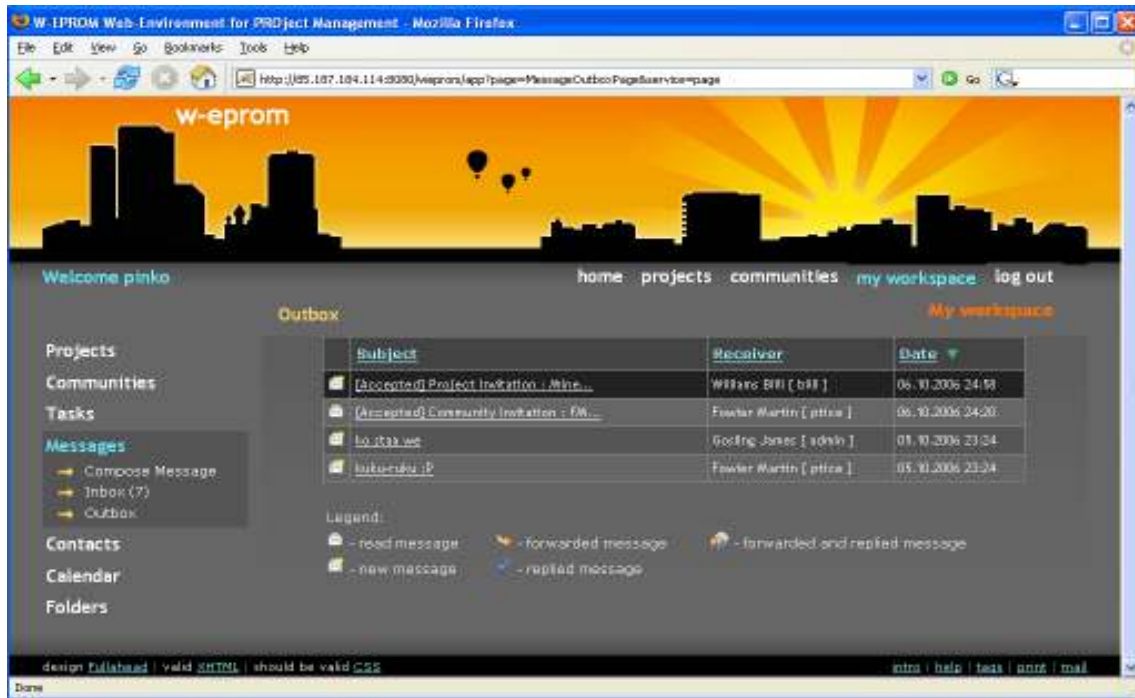 W-EPROM Web-Environment for PROject Management - Mozilla Firefox
File Edit View Go Bookmarks Tools Help
Go
w-eprom
Welcome pinko
home projects communities my workspace log out
Outbox
My workspace
Projects
Communities
Tasks
Messages
Compose Message
Inbox (7)
Outbox
Contacts
Calendar
Folders
Subject Receiver Date
[Accepted] Project Invitation : Mine... Williams Bill [ bill ] 06.10.2006 24:58
[Accepted] Community Invitation : FM... Fowler Martin [ ptica ] 06.10.2006 24:20
ko staa we Gosling James [ admin ] 05.10.2006 23:24
kuku-ruku :P Fowler Martin [ ptica ] 05.10.2006 23:24
Legend:
- read message - forwarded message - forwarded and replied message
- new message - replied message
design Fullahead | valid XHTML | should be valid CSS
intro | help | tags | print | mail
Done